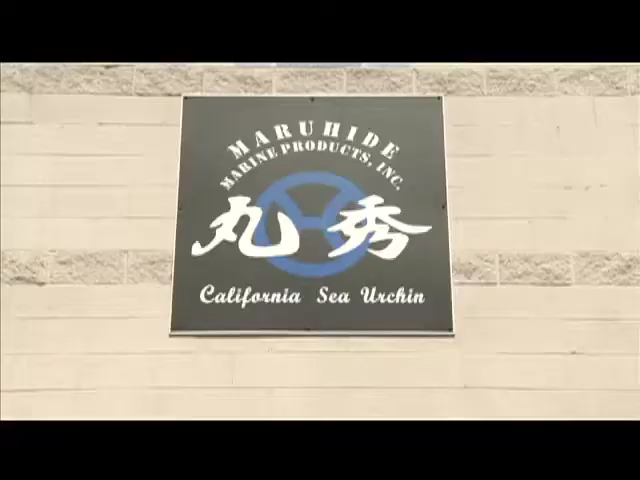 MARUHIDE
MARINE PRODUCTS, INC.
丸秀
California Sea Urchin